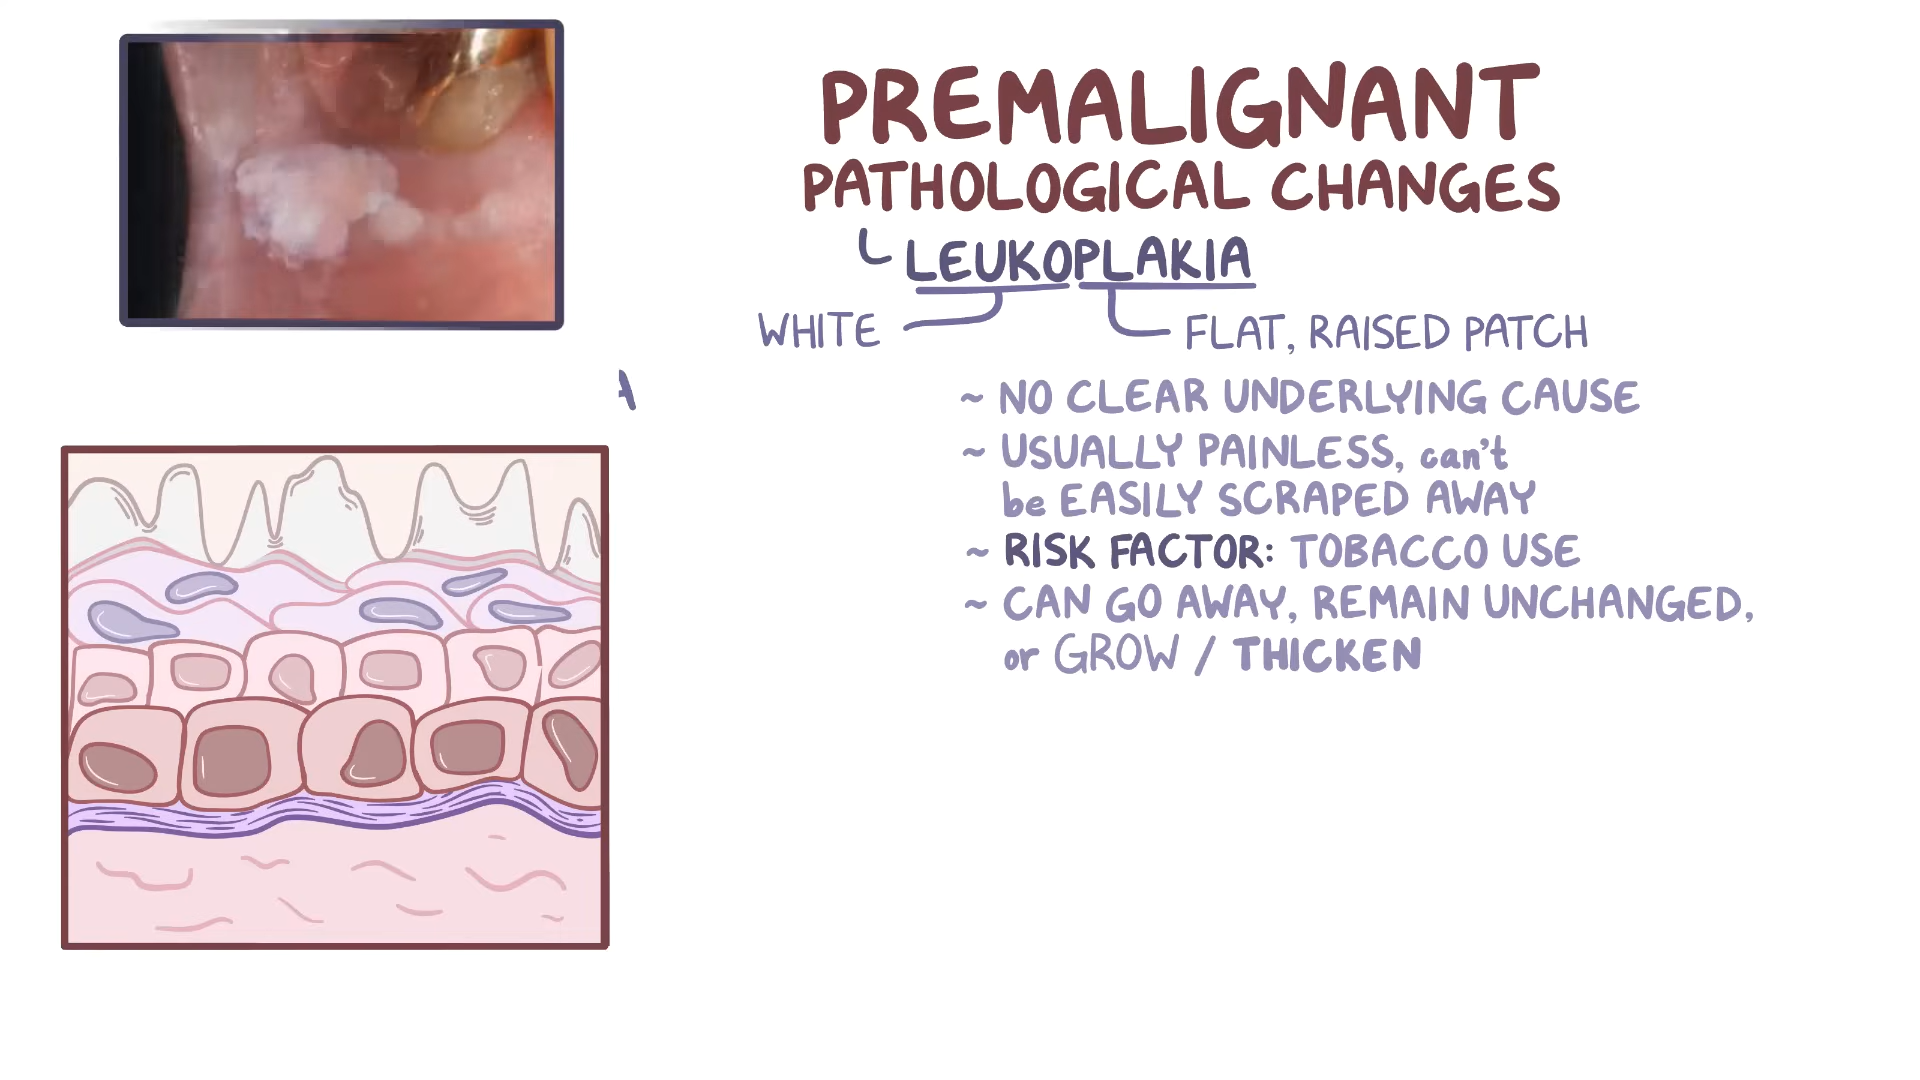 PREMALIGNANT
PATHOLOGICAL CHANGES
LEUKOPLAKIA
WHITE
FLAT, RAISED PATCH
~ NO CLEAR UNDERLYING CAUSE
~ USUALLY PAINLESS, can't
be EASILY SCRAPED AWAY
~ RISK FACTOR: TOBACCO USE
~ CAN GO AWAY, REMAIN UNCHANGED,
or GROW / THICKEN